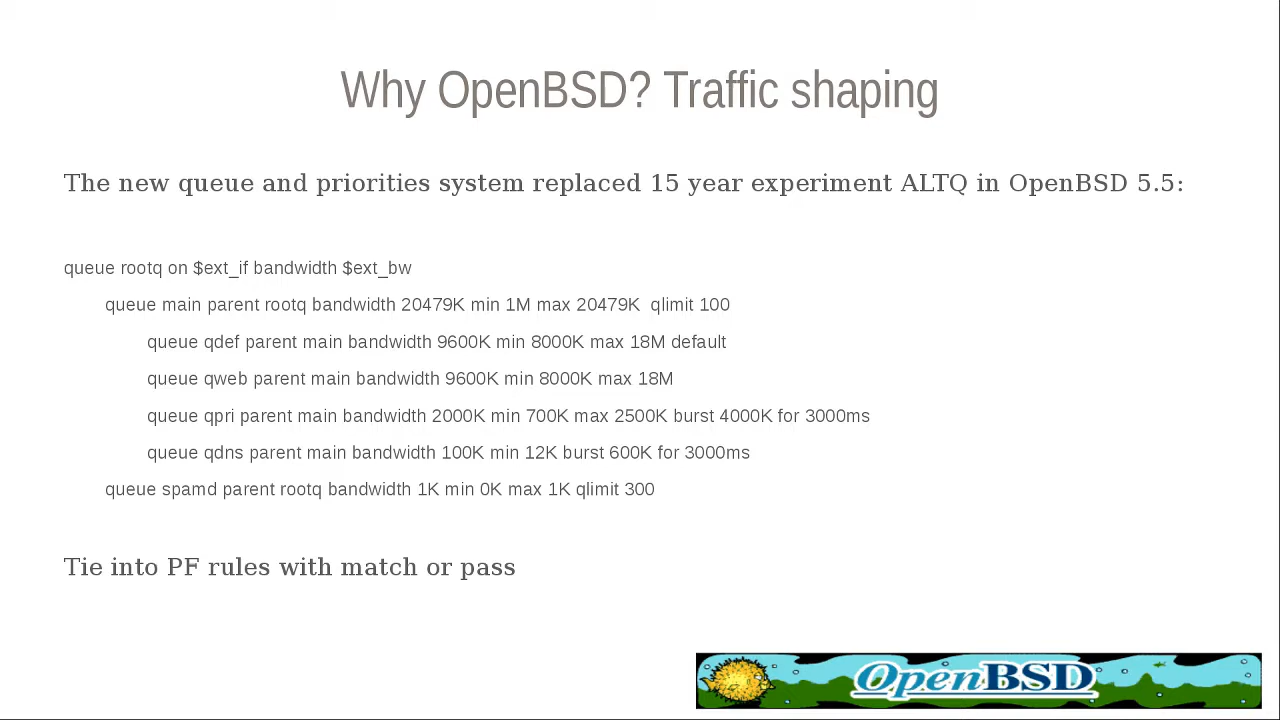 Why OpenBSD? Traffic shaping
The new queue and priorities system replaced 15 year experiment ALTQ in OpenBSD 5.5:
queue rootq on $ext_if bandwidth $ext_bw
queue main parent rootq bandwidth 20479K min 1M max 20479K  qlimit 100
queue qdef parent main bandwidth 9600K min 8000K max 18M default
queue qweb parent main bandwidth 9600K min 8000K max 18M
queue qpri parent main bandwidth 2000K min 700K max 2500K burst 4000K for 3000ms
queue qdns parent main bandwidth 100K min 12K burst 600K for 3000ms
queue spamd parent rootq bandwidth 1K min 0K max 1K qlimit 300
Tie into PF rules with match or pass
OpenBSD